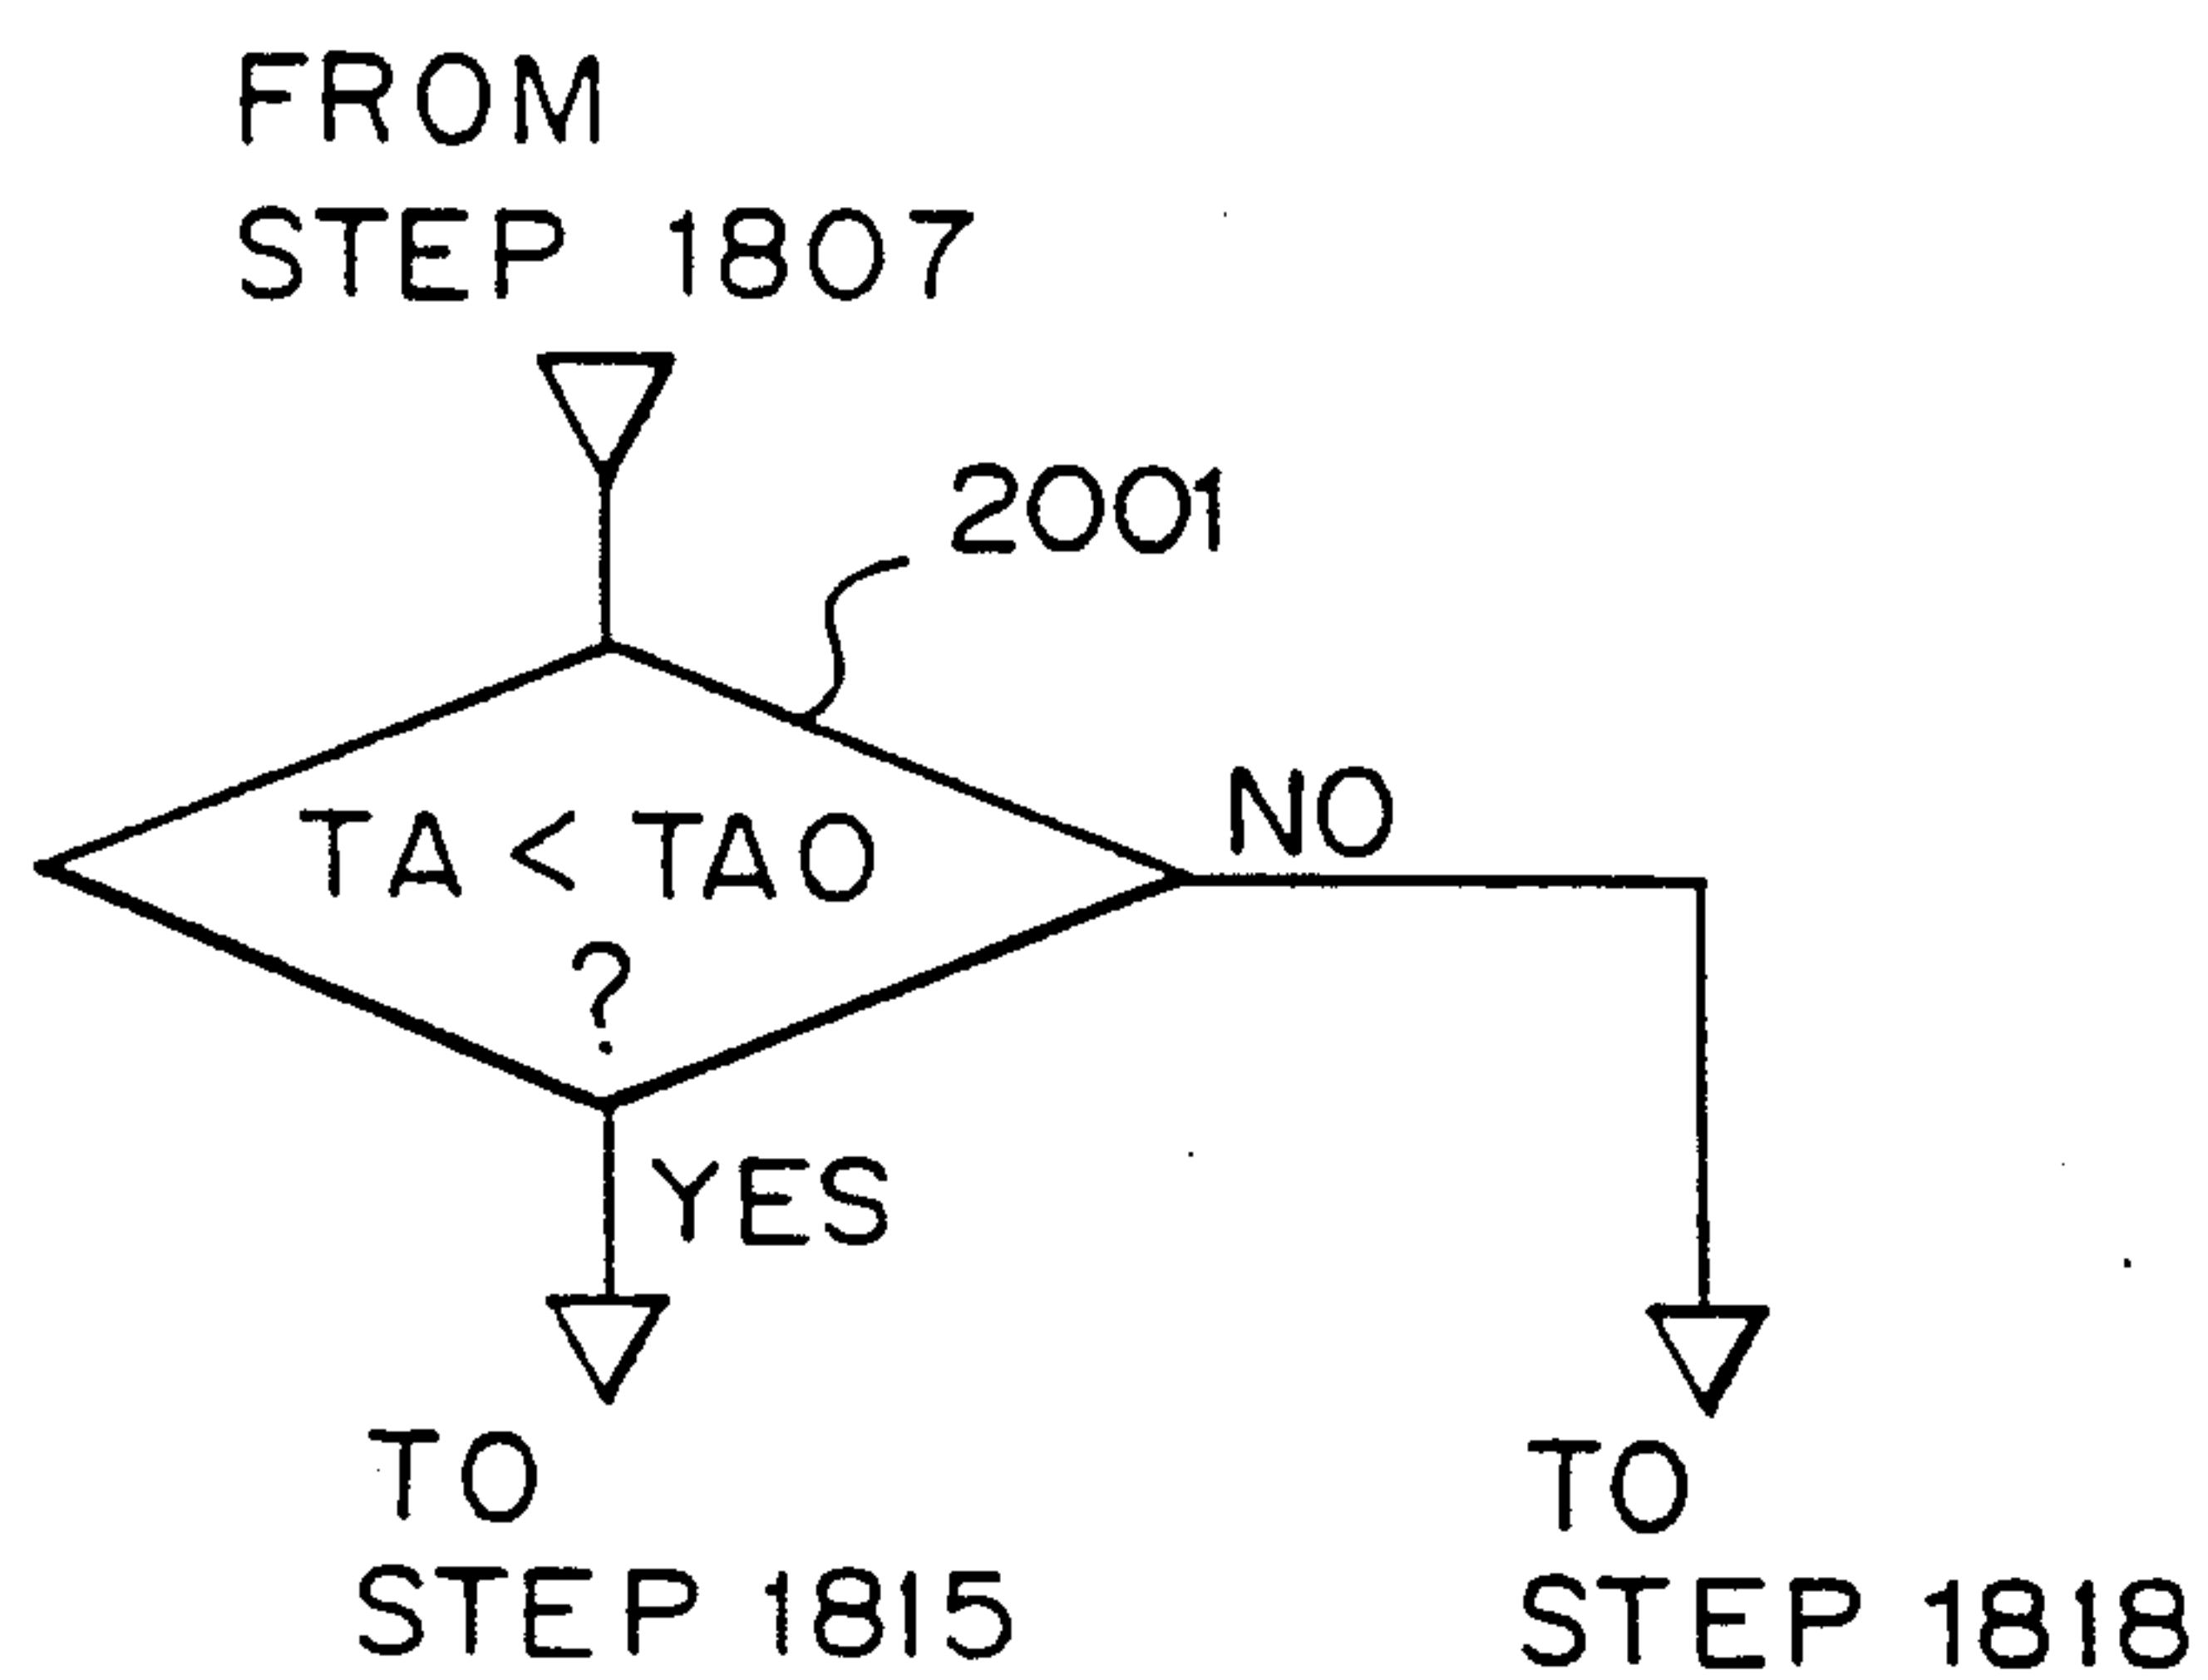 FROM
STEP 1807
2001
TA < TAO
?
NO
YES
TO
STEP 1815
TO
STEP 1818